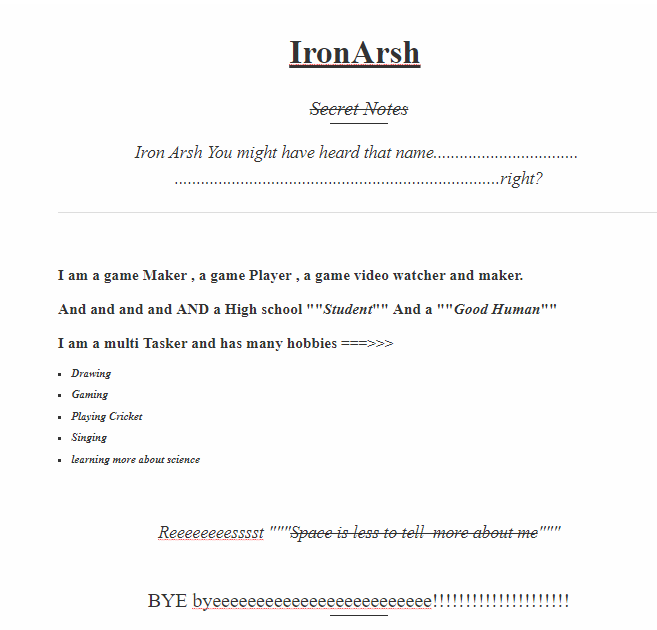 IronArsh
Secret Notes
Iron Arsh You might have heard that name.................................
..........................................................................right?
I am a game Maker , a game Player , a game video watcher and maker.
And and and and AND a High school ""Student"" And a ""Good Human""
I am a multi Tasker and has many hobbies ===>>>
Drawing
Gaming
Playing Cricket
Singing
learning more about science
Reeeeeeeesssst """Space is less to tell  more about me"""
BYE byeeeeeeeeeeeeeeeeeeeeeeeee!!!!!!!!!!!!!!!!!!!!!